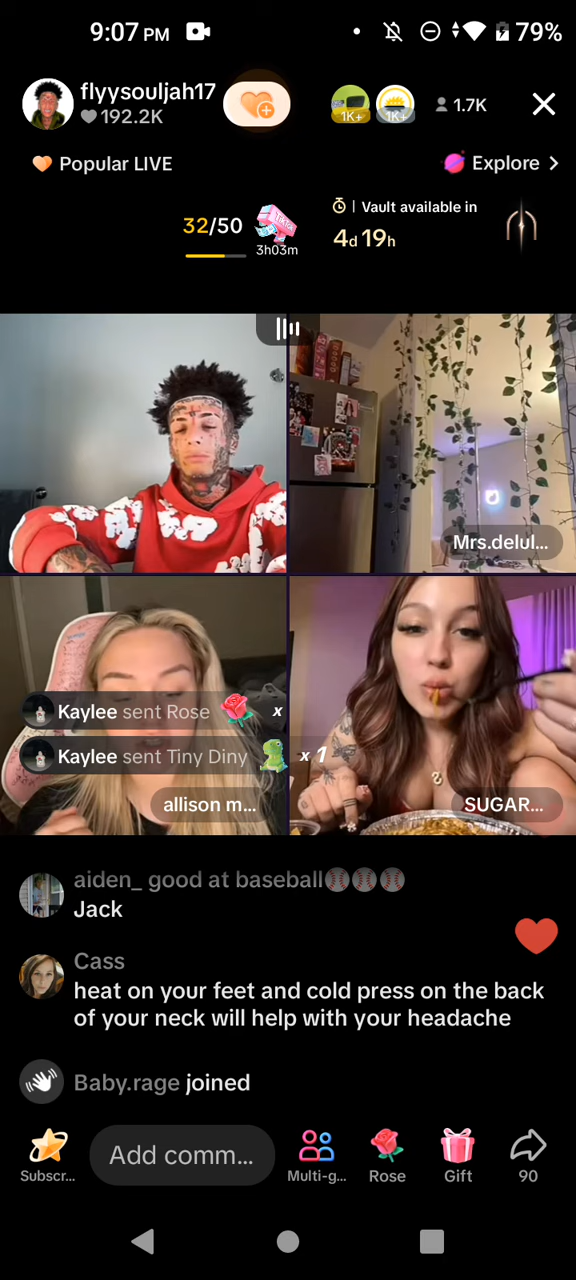 9:07 PM
79%
flyysouljah17
192.2K
1K+
1K+
1.7K
Popular LIVE
Explore >
32/50
TikTok
3h03m
| Vault available in
4d 19h
Mrs.delul...
Kaylee sent Rose x
Kaylee sent Tiny Diny x 1
allison m...
SUGAR...
aiden_ good at baseball⚾⚾⚾
Jack
Cass
heat on your feet and cold press on the back
of your neck will help with your headache
Baby.rage joined
Add comm...
Subscr...
Multi-g...
Rose
Gift
90